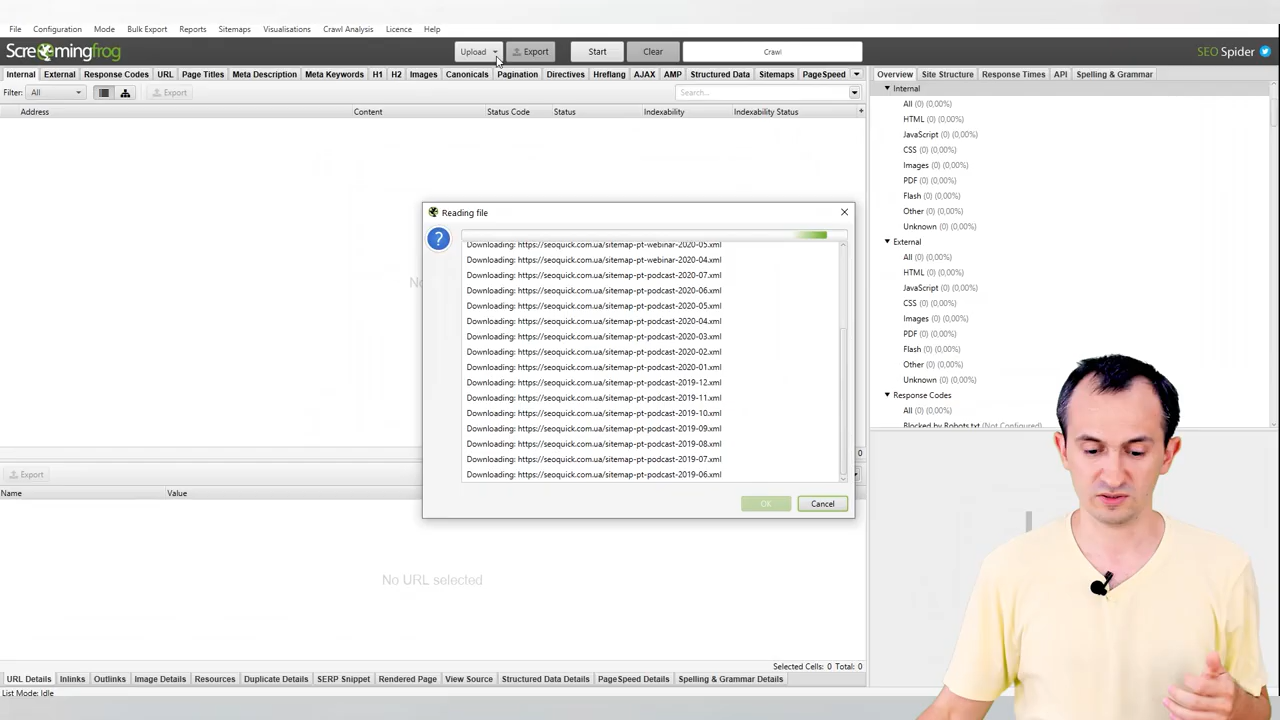 File Configuration Mode Bulk Export Reports Sitemaps Visualisations Crawl Analysis Licence Help
Screamingfrog Upload Export Start Clear Crawl SEO Spider
Internal External Response Codes URL Page Titles Meta Description Meta Keywords H1 H2 Images Canonicals Pagination Directives Hreflang AJAX AMP Structured Data Sitemaps PageSpeed
Filter: All Export Search...
Address Content Status Code Status Indexability Indexability Status +
Overview Site Structure Response Times API Spelling & Grammar
Internal
All (0) (0,00%)
HTML (0) (0,00%)
JavaScript (0) (0,00%)
CSS (0) (0,00%)
Images (0) (0,00%)
PDF (0) (0,00%)
Flash (0) (0,00%)
Other (0) (0,00%)
Unknown (0) (0,00%)
External
All (0) (0,00%)
HTML (0) (0,00%)
JavaScript (0) (0,00%)
CSS (0) (0,00%)
Images (0) (0,00%)
PDF (0) (0,00%)
Flash (0) (0,00%)
Other (0) (0,00%)
Unknown (0) (0,00%)
Response Codes
All (0) (0,00%)
Blocked by Robots.txt (Not Configured)
Reading file
Downloading: https://seoquick.com.ua/sitemap-pt-webinar-2020-05.xml
Downloading: https://seoquick.com.ua/sitemap-pt-webinar-2020-04.xml
Downloading: https://seoquick.com.ua/sitemap-pt-podcast-2020-07.xml
Downloading: https://seoquick.com.ua/sitemap-pt-podcast-2020-06.xml
Downloading: https://seoquick.com.ua/sitemap-pt-podcast-2020-05.xml
Downloading: https://seoquick.com.ua/sitemap-pt-podcast-2020-04.xml
Downloading: https://seoquick.com.ua/sitemap-pt-podcast-2020-03.xml
Downloading: https://seoquick.com.ua/sitemap-pt-podcast-2020-02.xml
Downloading: https://seoquick.com.ua/sitemap-pt-podcast-2020-01.xml
Downloading: https://seoquick.com.ua/sitemap-pt-podcast-2019-12.xml
Downloading: https://seoquick.com.ua/sitemap-pt-podcast-2019-11.xml
Downloading: https://seoquick.com.ua/sitemap-pt-podcast-2019-10.xml
Downloading: https://seoquick.com.ua/sitemap-pt-podcast-2019-09.xml
Downloading: https://seoquick.com.ua/sitemap-pt-podcast-2019-08.xml
Downloading: https://seoquick.com.ua/sitemap-pt-podcast-2019-07.xml
Downloading: https://seoquick.com.ua/sitemap-pt-podcast-2019-06.xml
OK Cancel
Export
Name Value
No URL selected
Selected Cells: 0 Total: 0
URL Details Inlinks Outlinks Image Details Resources Duplicate Details SERP Snippet Rendered Page View Source Structured Data Details PageSpeed Details Spelling & Grammar Details
List Mode: Idle